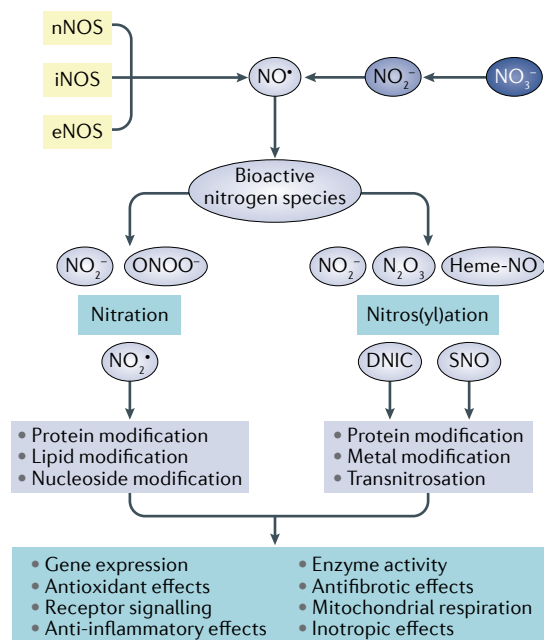 nNOS
iNOS
eNOS
NO•
NO₂⁻
NO₃⁻
Bioactive
nitrogen species
NO₂⁻
ONOO⁻
NO₂⁻
N₂O₃
Heme-NO
Nitration
Nitros(yl)ation
NO₂•
DNIC
SNO
• Protein modification
• Lipid modification
• Nucleoside modification
• Protein modification
• Metal modification
• Transnitrosation
• Gene expression
• Antioxidant effects
• Receptor signalling
• Anti-inflammatory effects
• Enzyme activity
• Antifibrotic effects
• Mitochondrial respiration
• Inotropic effects